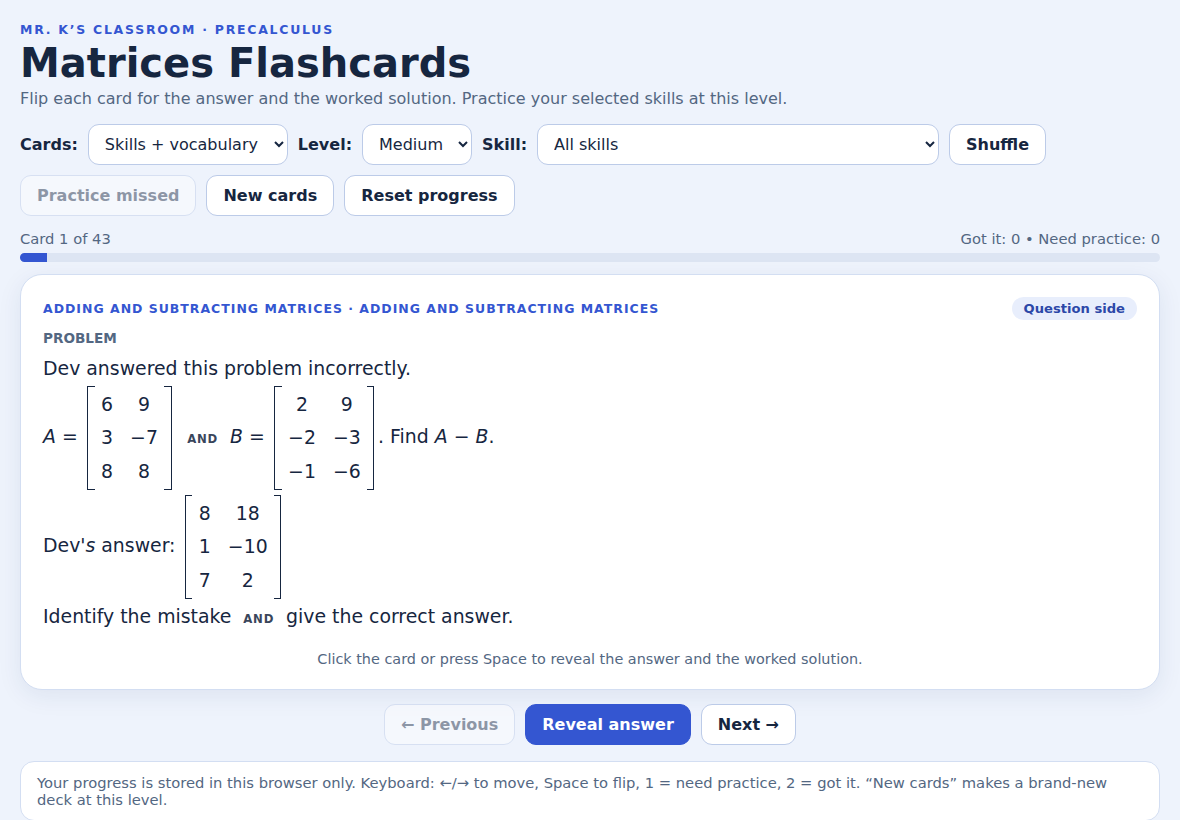 MR. K’S CLASSROOM · PRECALCULUS
Matrices Flashcards
Flip each card for the answer and the worked solution. Practice your selected skills at this level.
Cards: Skills + vocabulary Level: Medium Skill: All skills Shuffle
Practice missed New cards Reset progress
Card 1 of 43 Got it: 0 • Need practice: 0
ADDING AND SUBTRACTING MATRICES · ADDING AND SUBTRACTING MATRICES Question side
PROBLEM
Dev answered this problem incorrectly.
6 9 2 9
A = 3 −7 AND B = −2 −3 . Find A − B.
8 8 −1 −6
8 18
Dev's answer: 1 −10
7 2
Identify the mistake AND give the correct answer.
Click the card or press Space to reveal the answer and the worked solution.
← Previous Reveal answer Next →
Your progress is stored in this browser only. Keyboard: ←/→ to move, Space to flip, 1 = need practice, 2 = got it. “New cards” makes a brand-new
deck at this level.